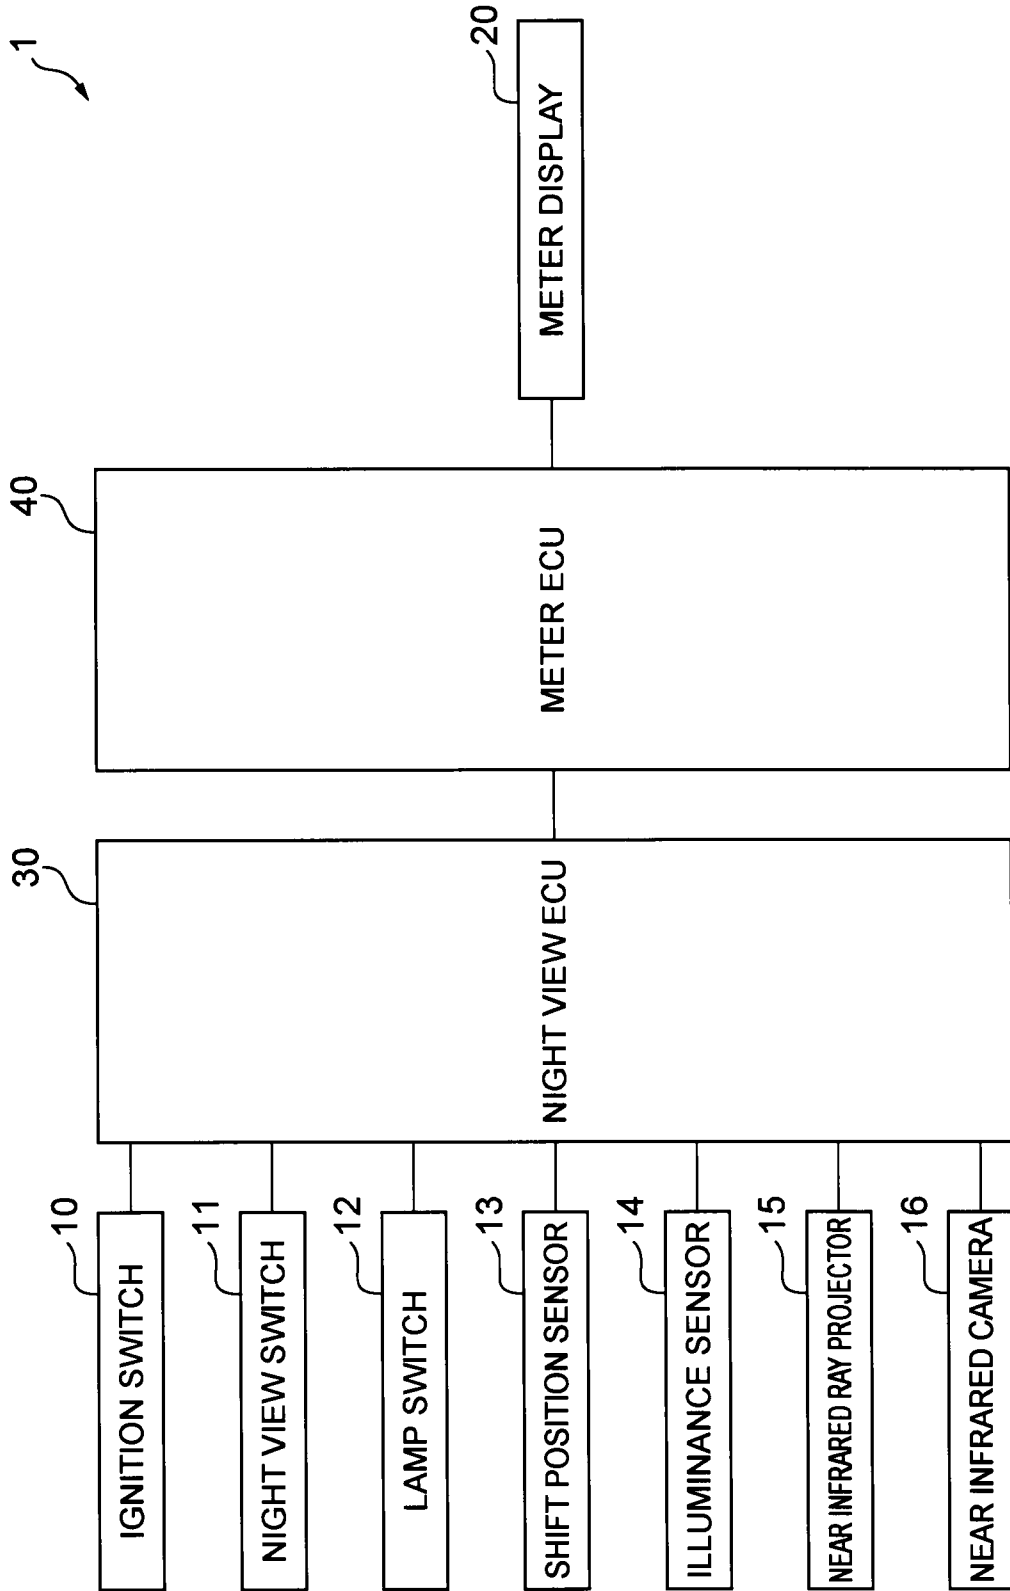 1
10
IGNITION SWITCH
11
NIGHT VIEW SWITCH
12
LAMP SWITCH
13
SHIFT POSITION SENSOR
14
ILLUMINANCE SENSOR
15
NEAR INFRARED RAY PROJECTOR
16
NEAR INFRARED CAMERA
30
NIGHT VIEW ECU
40
METER ECU
20
METER DISPLAY